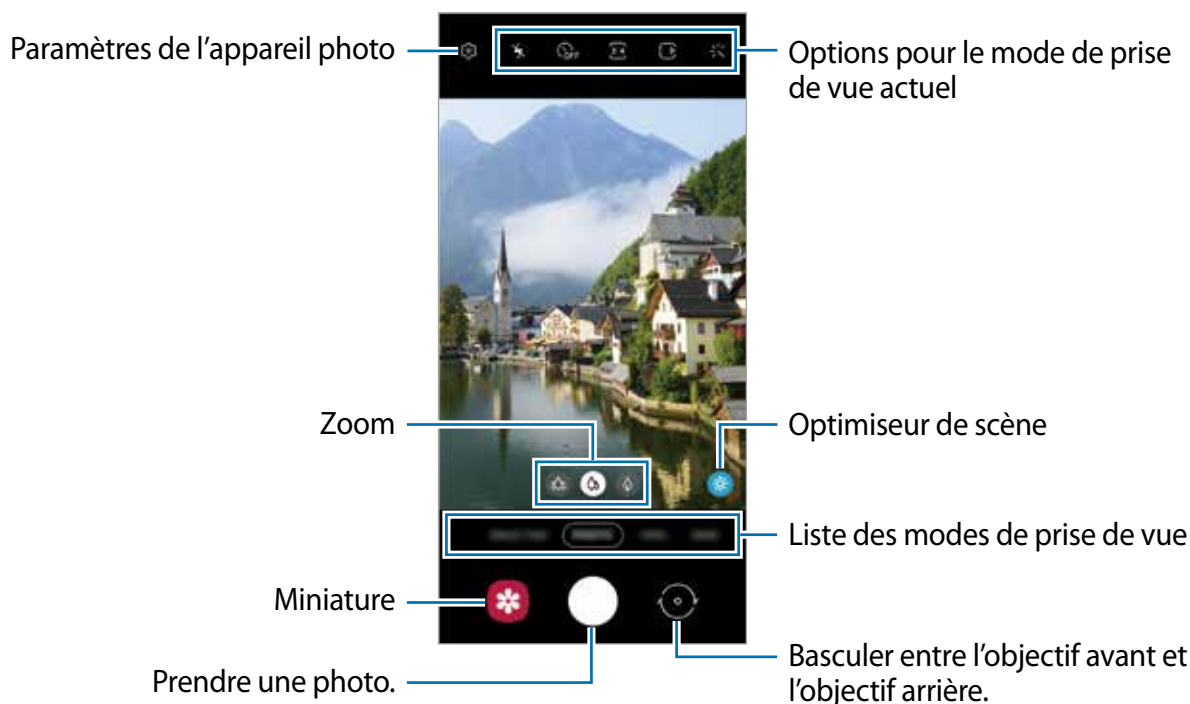 Paramètres de l'appareil photo
Options pour le mode de prise
de vue actuel
Zoom
Optimiseur de scène
Liste des modes de prise de vue
Miniature
Prendre une photo.
Basculer entre l'objectif avant et
l'objectif arrière.